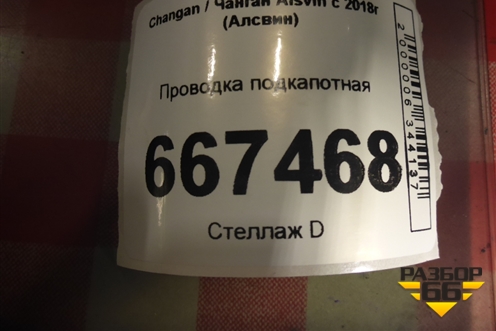 Changan / Чанган Alsvin с 2018г
(Алсвин)
Проводка подкапотная
667468
Стеллаж D
2000006344137
РАЗБОР
66